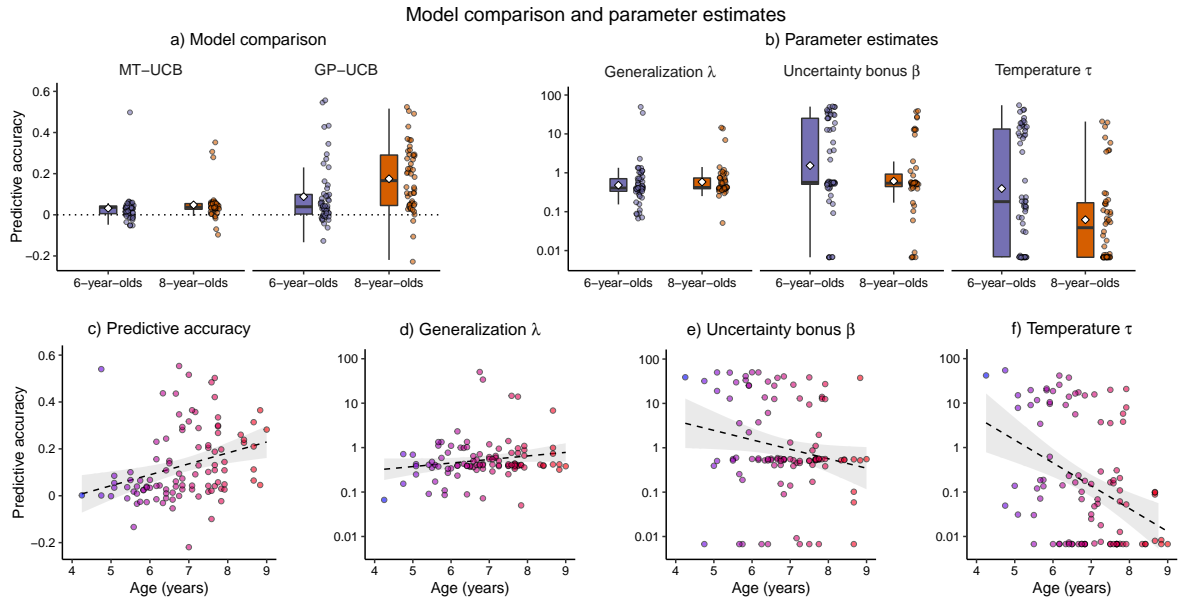 Model comparison and parameter estimates
a) Model comparison
b) Parameter estimates
MT−UCB
GP−UCB
Generalization λ
Uncertainty bonus β
Temperature τ
Predictive accuracy
0.6
0.4
0.2
0
−0.2
100
10
1
0.1
0.01
6−year−olds
8−year−olds
6−year−olds
8−year−olds
6−year−olds
8−year−olds
6−year−olds
8−year−olds
6−year−olds
8−year−olds
c) Predictive accuracy
d) Generalization λ
e) Uncertainty bonus β
f) Temperature τ
Predictive accuracy
0.6
0.4
0.2
0
−0.2
100
10
1
0.1
0.01
100
10
1
0.1
0.01
100
10
1
0.1
0.01
4 5 6 7 8 9
4 5 6 7 8 9
4 5 6 7 8 9
4 5 6 7 8 9
Age (years)
Age (years)
Age (years)
Age (years)